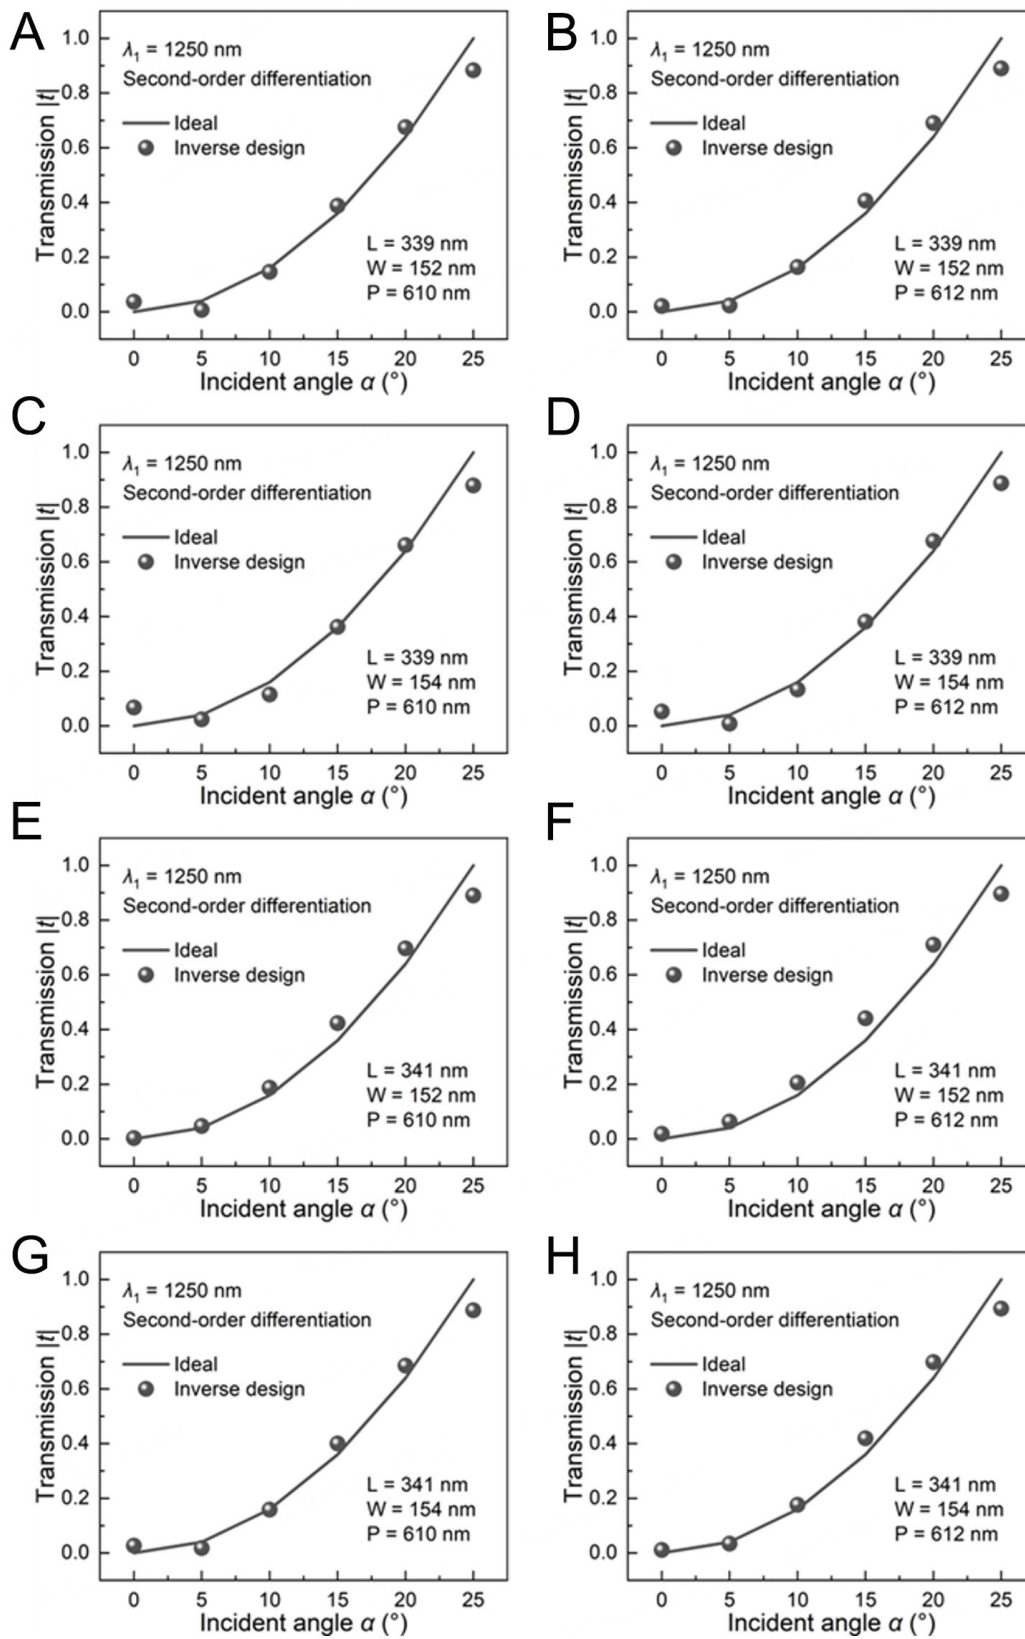 A
1.0
0.8
0.6
0.4
0.2
0.0
Transmission |t|
λ1 = 1250 nm
Second-order differentiation
Ideal
Inverse design
L = 339 nm
W = 152 nm
P = 610 nm
0 5 10 15 20 25
Incident angle α (°)
B
1.0
0.8
0.6
0.4
0.2
0.0
Transmission |t|
λ1 = 1250 nm
Second-order differentiation
Ideal
Inverse design
L = 339 nm
W = 152 nm
P = 612 nm
0 5 10 15 20 25
Incident angle α (°)
C
1.0
0.8
0.6
0.4
0.2
0.0
Transmission |t|
λ1 = 1250 nm
Second-order differentiation
Ideal
Inverse design
L = 339 nm
W = 154 nm
P = 610 nm
0 5 10 15 20 25
Incident angle α (°)
D
1.0
0.8
0.6
0.4
0.2
0.0
Transmission |t|
λ1 = 1250 nm
Second-order differentiation
Ideal
Inverse design
L = 339 nm
W = 154 nm
P = 612 nm
0 5 10 15 20 25
Incident angle α (°)
E
1.0
0.8
0.6
0.4
0.2
0.0
Transmission |t|
λ1 = 1250 nm
Second-order differentiation
Ideal
Inverse design
L = 341 nm
W = 152 nm
P = 610 nm
0 5 10 15 20 25
Incident angle α (°)
F
1.0
0.8
0.6
0.4
0.2
0.0
Transmission |t|
λ1 = 1250 nm
Second-order differentiation
Ideal
Inverse design
L = 341 nm
W = 152 nm
P = 612 nm
0 5 10 15 20 25
Incident angle α (°)
G
1.0
0.8
0.6
0.4
0.2
0.0
Transmission |t|
λ1 = 1250 nm
Second-order differentiation
Ideal
Inverse design
L = 341 nm
W = 154 nm
P = 610 nm
0 5 10 15 20 25
Incident angle α (°)
H
1.0
0.8
0.6
0.4
0.2
0.0
Transmission |t|
λ1 = 1250 nm
Second-order differentiation
Ideal
Inverse design
L = 341 nm
W = 154 nm
P = 612 nm
0 5 10 15 20 25
Incident angle α (°)